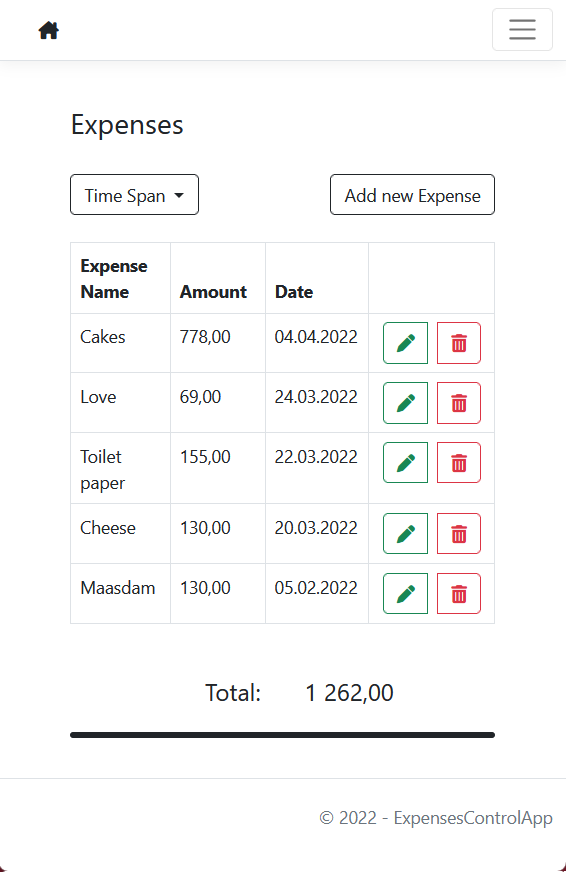 Expenses
Time Span
Add new Expense
Expense Name Amount Date
Cakes 778,00 04.04.2022
Love 69,00 24.03.2022
Toilet paper 155,00 22.03.2022
Cheese 130,00 20.03.2022
Maasdam 130,00 05.02.2022
Total: 1 262,00
© 2022 - ExpensesControlApp